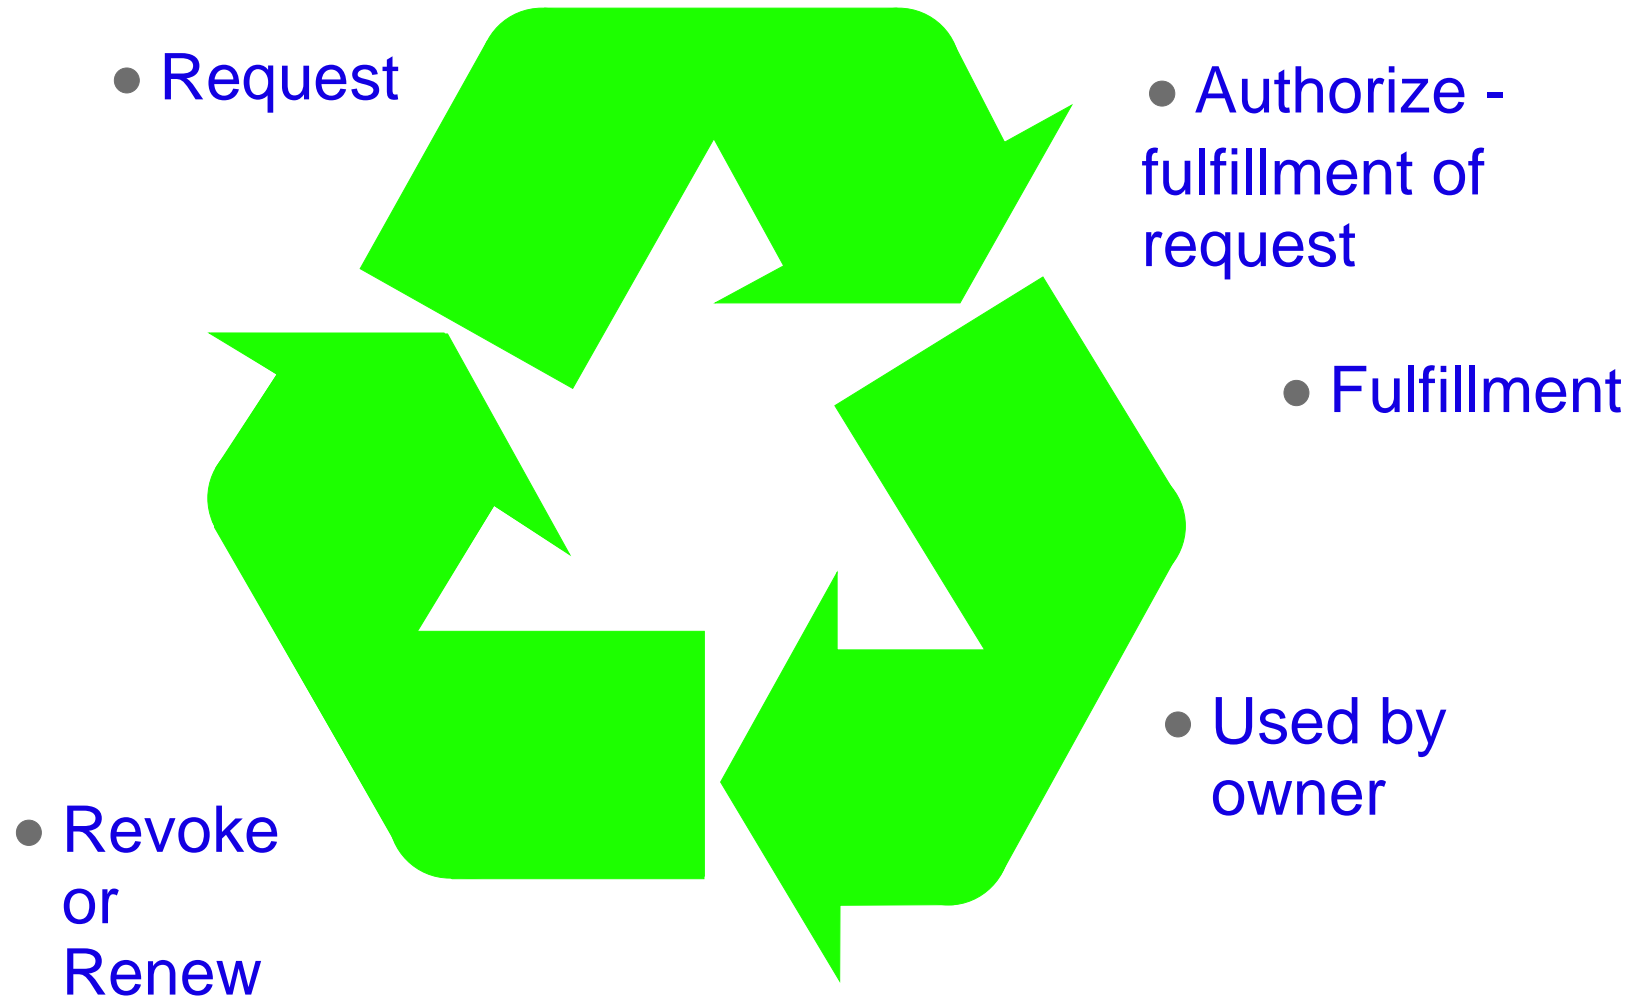 ● Request
● Authorize -
fulfillment of
request
● Fulfillment
● Used by
owner
● Revoke
or
Renew